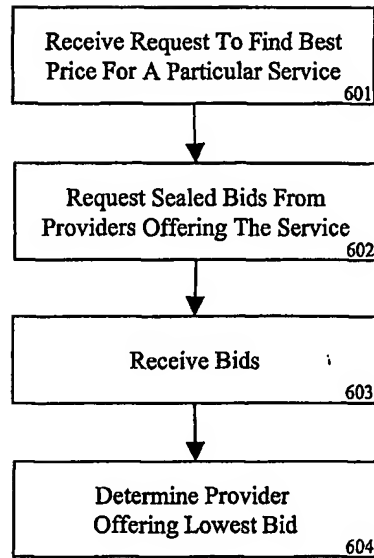 Receive Request To Find Best
Price For A Particular Service
601
Request Sealed Bids From
Providers Offering The Service
602
Receive Bids
603
Determine Provider
Offering Lowest Bid
604